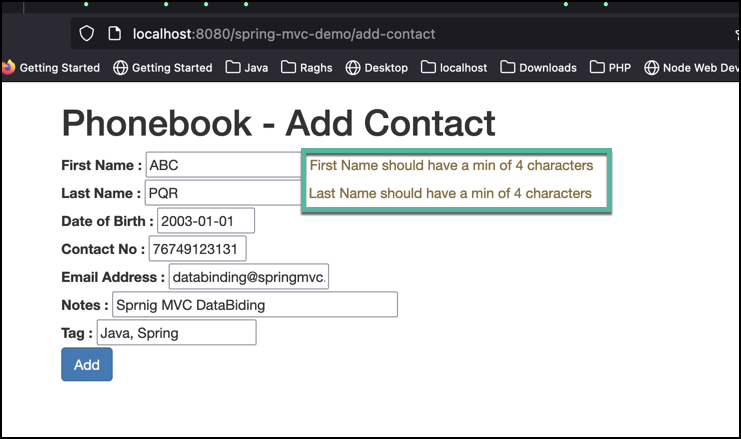 localhost:8080/spring-mvc-demo/add-contact
Getting Started Getting Started Java Raghs Desktop localhost Downloads PHP Node Web Dev
Phonebook - Add Contact
First Name : ABC First Name should have a min of 4 characters
Last Name : PQR Last Name should have a min of 4 characters
Date of Birth : 2003-01-01
Contact No : 76749123131
Email Address : databinding@springmvc.
Notes : Sprnig MVC DataBiding
Tag : Java, Spring
Add